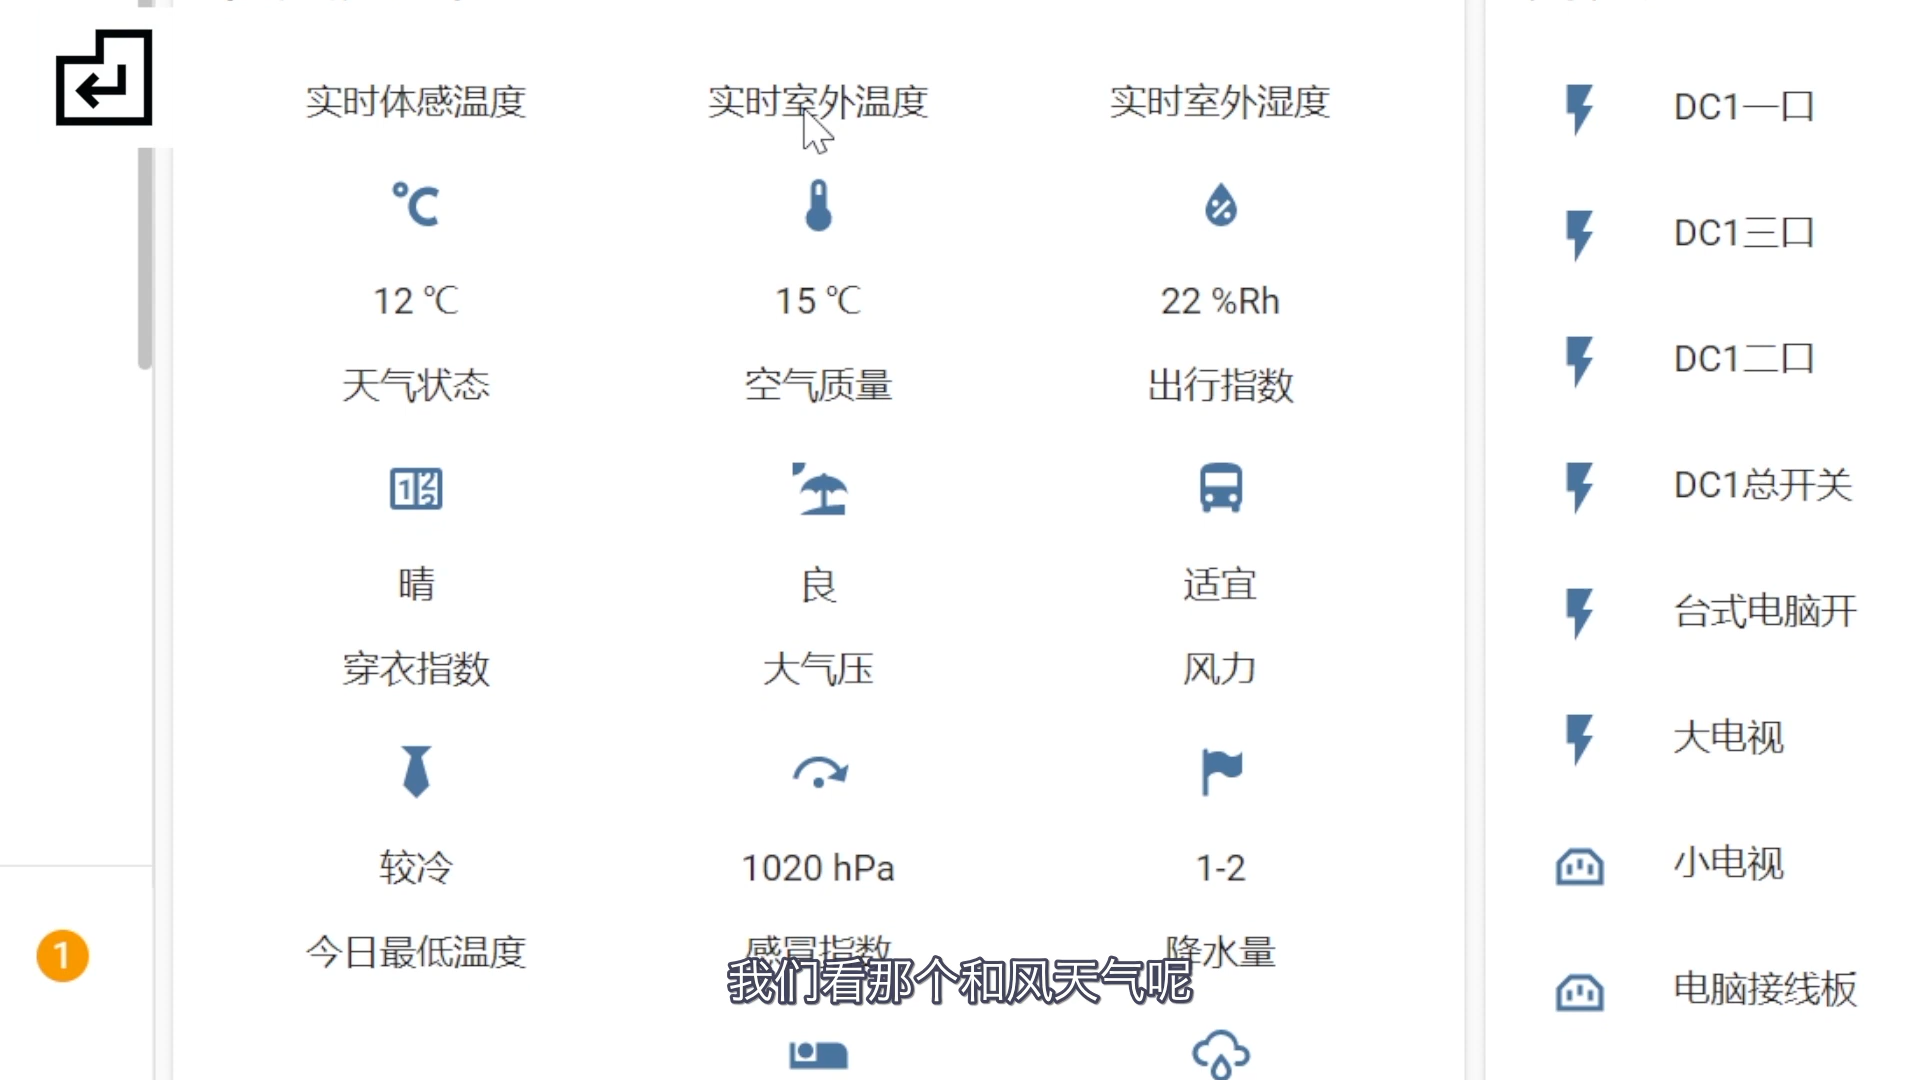 实时体感温度 实时室外温度 实时室外湿度
℃
12 ℃ 15 ℃ 22 %Rh
天气状态 空气质量 出行指数
晴 良 适宜
穿衣指数 大气压 风力
较冷 1020 hPa 1-2
今日最低温度 感冒指数 降水量
我们看那个和风天气呢
1
DC1一口
DC1三口
DC1二口
DC1总开关
台式电脑开
大电视
小电视
电脑接线板